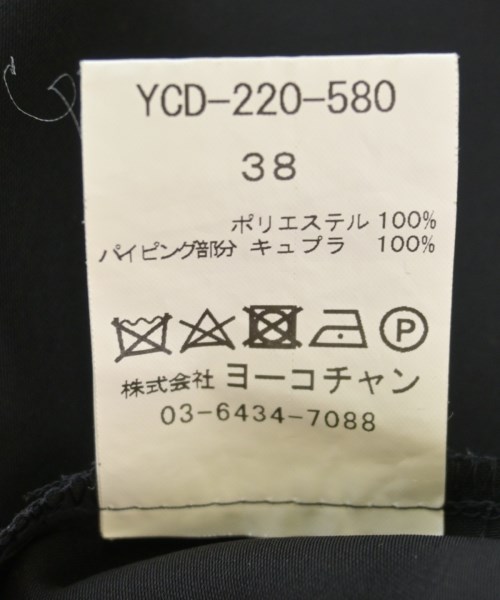 YCD-220-580
38
ポリエステル 100%
パイピング部分 キュプラ 100%
P
株式会社 ヨーコチャン
03-6434-7088